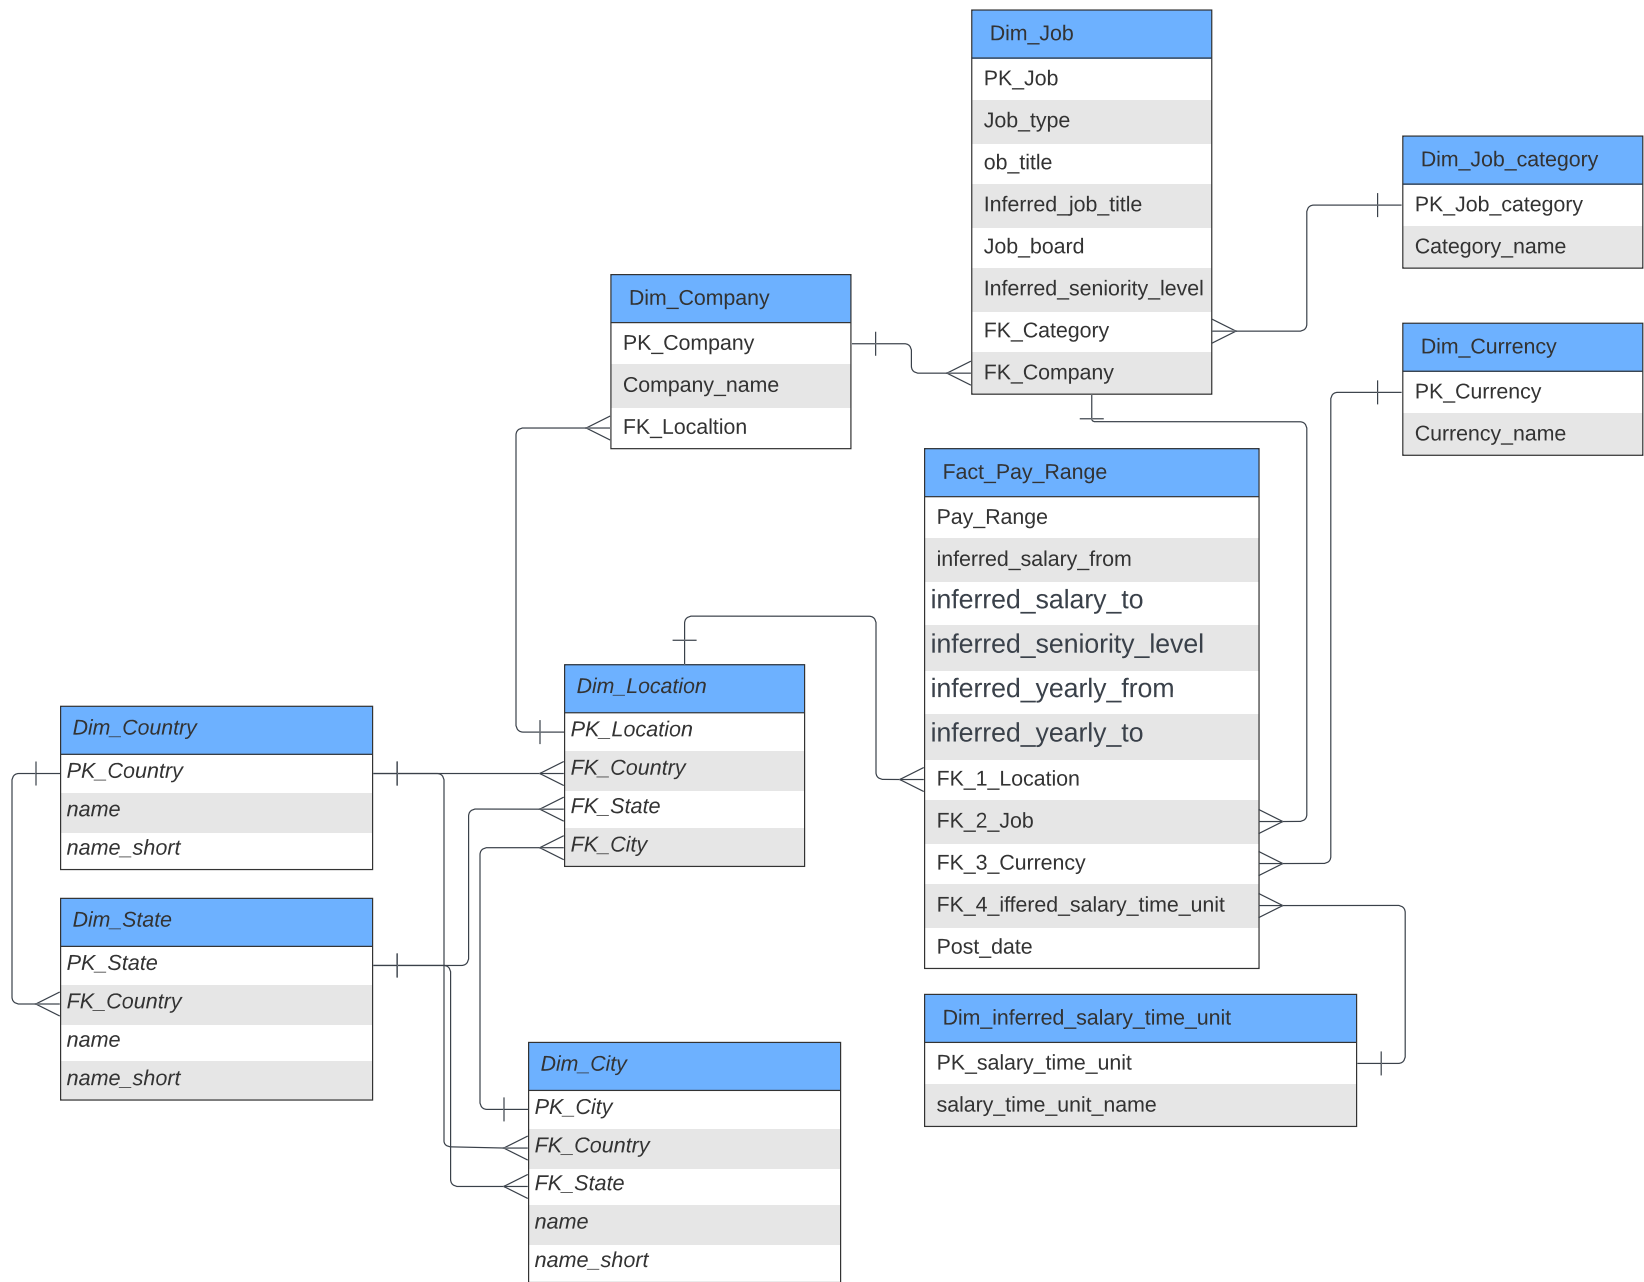 Dim_Job
PK_Job
Job_type
ob_title
Inferred_job_title
Job_board
Inferred_seniority_level
FK_Category
FK_Company
Dim_Job_category
PK_Job_category
Category_name
Dim_Company
PK_Company
Company_name
FK_Localtion
Dim_Currency
PK_Currency
Currency_name
Fact_Pay_Range
Pay_Range
inferred_salary_from
inferred_salary_to
inferred_seniority_level
inferred_yearly_from
inferred_yearly_to
FK_1_Location
FK_2_Job
FK_3_Currency
FK_4_iffered_salary_time_unit
Post_date
Dim_Location
PK_Location
FK_Country
FK_State
FK_City
Dim_Country
PK_Country
name
name_short
Dim_State
PK_State
FK_Country
name
name_short
Dim_City
PK_City
FK_Country
FK_State
name
name_short
Dim_inferred_salary_time_unit
PK_salary_time_unit
salary_time_unit_name